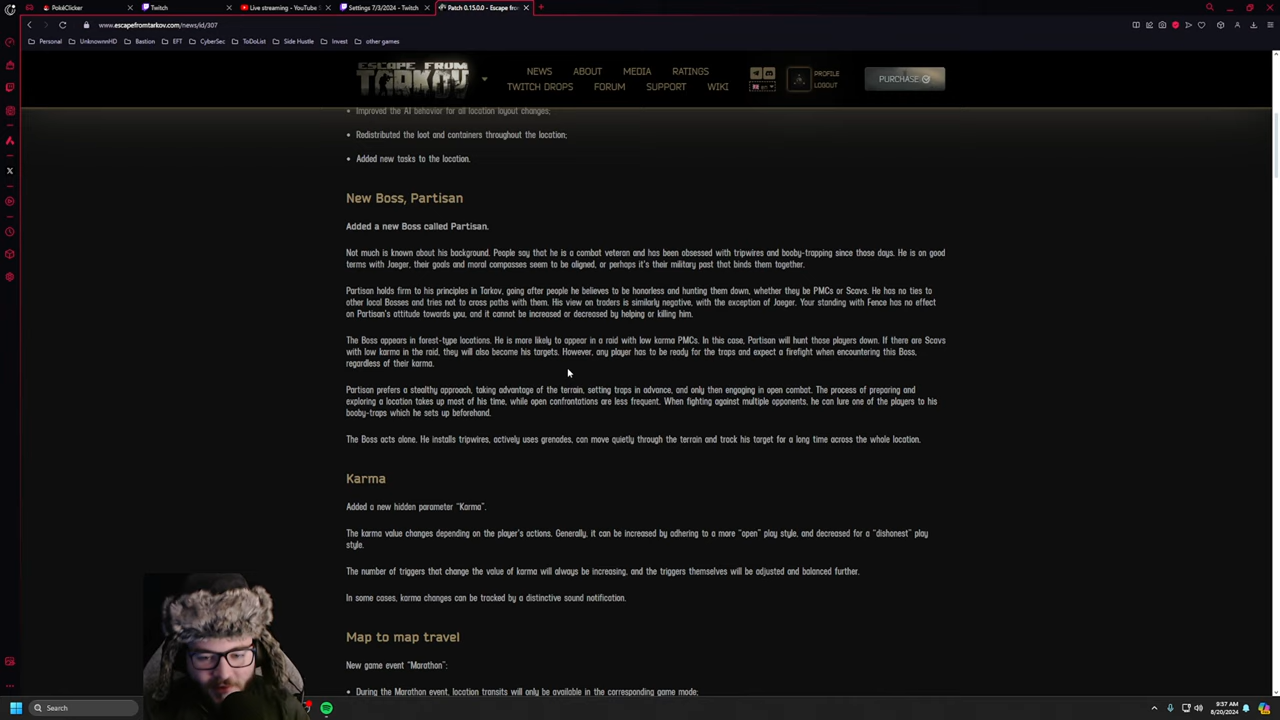 PokéClicker
Twitch
Live streaming - YouTube S
Settings 7/3/2024 - Twitch
Patch 0.15.0.0 - Escape from
www.escapefromtarkov.com/news/id/307
Personal
UnknownnHD
Bastion
EFT
CyberSec
ToDoList
Side Hustle
Invest
other games
ESCAPE FROM
TARKOV
NEWS
ABOUT
MEDIA
RATINGS
TWITCH DROPS
FORUM
SUPPORT
WIKI
PROFILE
LOGOUT
PURCHASE
• Improved the AI behavior for all location layout changes;
• Redistributed the loot and containers throughout the location;
• Added new tasks to the location.
New Boss, Partisan
Added a new Boss called Partisan.
Not much is known about his background. People say that he is a combat veteran and has been obsessed with tripwires and booby-trapping since those days. He is on good
terms with Jaeger, their goals and moral compasses seem to be aligned, or perhaps it's their military past that binds them together.
Partisan holds firm to his principles in Tarkov, going after people he believes to be honorless and hunting them down, whether they be PMCs or Scavs. He has no ties to
other local Bosses and tries not to cross paths with them. His view on traders is similarly negative, with the exception of Jaeger. Your standing with Fence has no effect
on Partisan's attitude towards you, and it cannot be increased or decreased by helping or killing him.
The Boss appears in forest-type locations. He is more likely to appear in a raid with low karma PMCs. In this case, Partisan will hunt those players down. If there are Scavs
with low karma in the raid, they will also become his targets. However, any player has to be ready for the traps and expect a firefight when encountering this Boss,
regardless of their karma.
Partisan prefers a stealthy approach, taking advantage of the terrain, setting traps in advance, and only then engaging in open combat. The process of preparing and
exploring a location takes up most of his time, while open confrontations are less frequent. When fighting against multiple opponents, he can lure one of the players to his
booby-traps which he sets up beforehand.
The Boss acts alone. He installs tripwires, actively uses grenades, can move quietly through the terrain and track his target for a long time across the whole location.
Karma
Added a new hidden parameter "Karma".
The karma value changes depending on the player's actions. Generally, it can be increased by adhering to a more "open" play style, and decreased for a "dishonest" play
style.
The number of triggers that change the value of karma will always be increasing, and the triggers themselves will be adjusted and balanced further.
In some cases, karma changes can be tracked by a distinctive sound notification.
Map to map travel
New game event "Marathon":
• During the Marathon event, location transits will only be available in the corresponding game mode;
Search
9:37 AM
8/20/2024